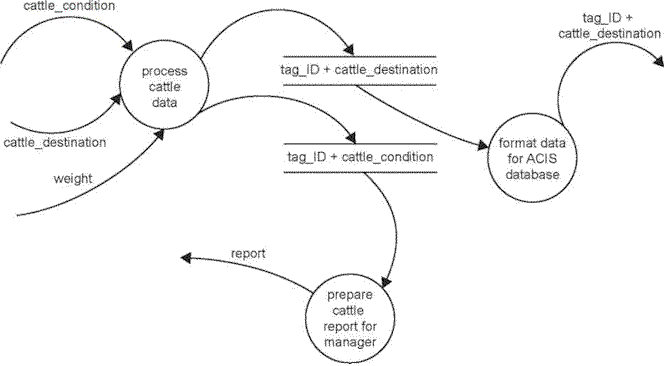 cattle_condition
process
cattle
data
cattle_destination
weight
tag_ID + cattle_destination
tag_ID + cattle_condition
tag_ID +
cattle_destination
format data
for ACIS
database
report
prepare
cattle
report for
manager